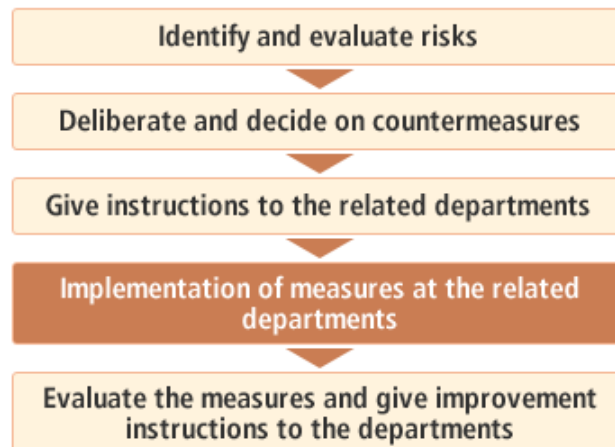 Identify and evaluate risks
Deliberate and decide on countermeasures
Give instructions to the related departments
Implementation of measures at the related
departments
Evaluate the measures and give improvement
instructions to the departments